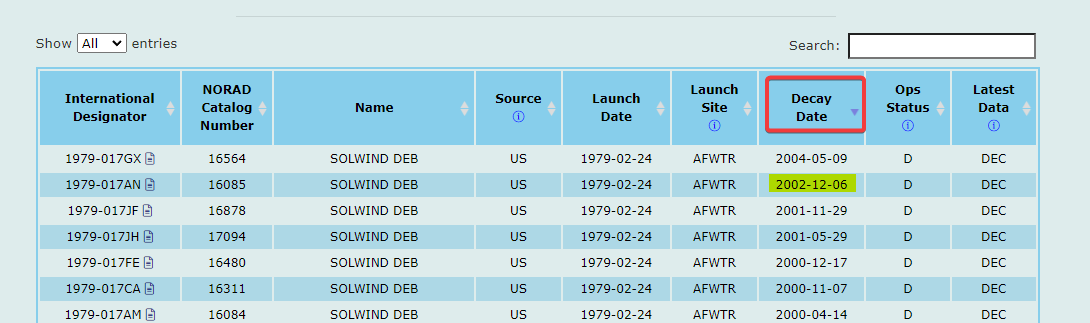 Show All entries
Search:
International Designator NORAD Catalog Number Name Source ⓘ Launch Date Launch Site ⓘ Decay Date Ops Status ⓘ Latest Data ⓘ
1979-017GX 16564 SOLWIND DEB US 1979-02-24 AFWTR 2004-05-09 D DEC
1979-017AN 16085 SOLWIND DEB US 1979-02-24 AFWTR 2002-12-06 D DEC
1979-017JF 16878 SOLWIND DEB US 1979-02-24 AFWTR 2001-11-29 D DEC
1979-017JH 17094 SOLWIND DEB US 1979-02-24 AFWTR 2001-05-29 D DEC
1979-017FE 16480 SOLWIND DEB US 1979-02-24 AFWTR 2000-12-17 D DEC
1979-017CA 16311 SOLWIND DEB US 1979-02-24 AFWTR 2000-11-07 D DEC
1979-017AM 16084 SOLWIND DEB US 1979-02-24 AFWTR 2000-04-14 D DEC